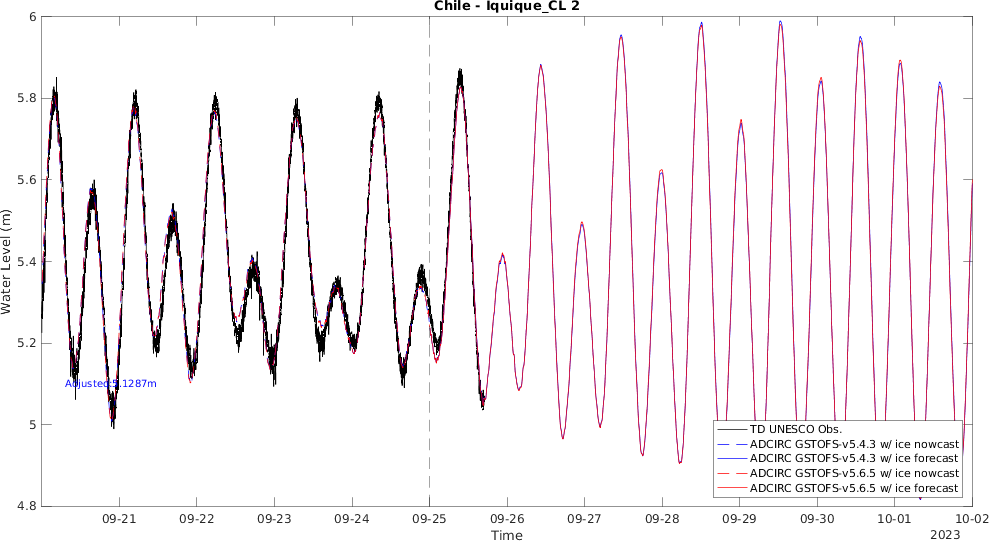 Chile - Iquique_CL 2
6
5.8
5.6
5.4
5.2
5
4.8
Water Level (m)
Adjusted:5.1287m
TD UNESCO Obs.
ADCIRC GSTOFS-v5.4.3 w/ ice nowcast
ADCIRC GSTOFS-v5.4.3 w/ ice forecast
ADCIRC GSTOFS-v5.6.5 w/ ice nowcast
ADCIRC GSTOFS-v5.6.5 w/ ice forecast
09-21 09-22 09-23 09-24 09-25 09-26 09-27 09-28 09-29 09-30 10-01 10-02
Time
2023